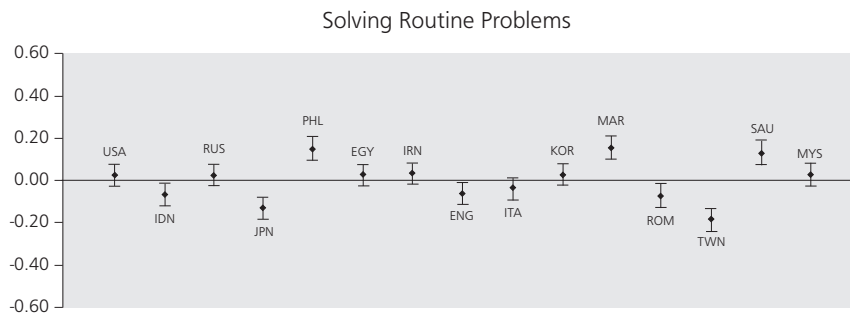 Solving Routine Problems
0.60
0.40
0.20
0.00
-0.20
-0.40
-0.60
USA
IDN
RUS
JPN
PHL
EGY
IRN
ENG
ITA
KOR
MAR
ROM
TWN
SAU
MYS